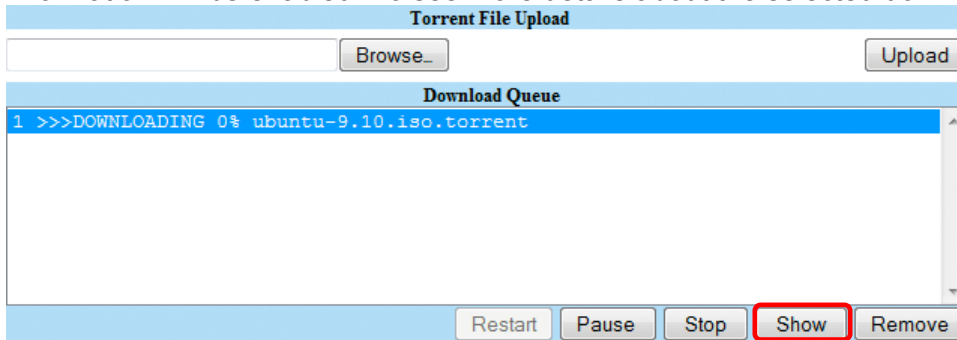 Torrent File Upload
Browse_ Upload
Download Queue
1 >>>DOWNLOADING 0% ubuntu-9.10.iso.torrent
Restart Pause Stop Show Remove